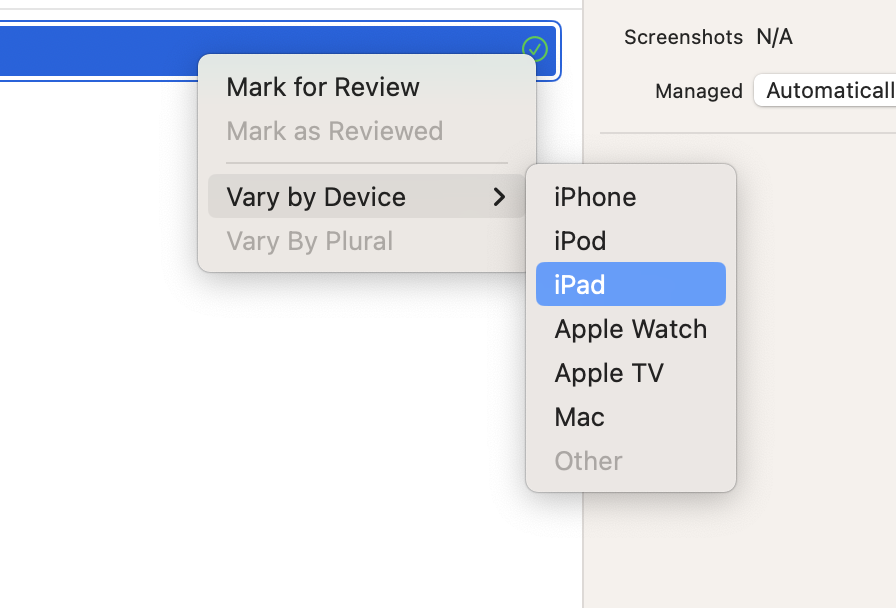 Screenshots N/A
Managed Automaticall
Mark for Review
Mark as Reviewed
Vary by Device
Vary By Plural
iPhone
iPod
iPad
Apple Watch
Apple TV
Mac
Other